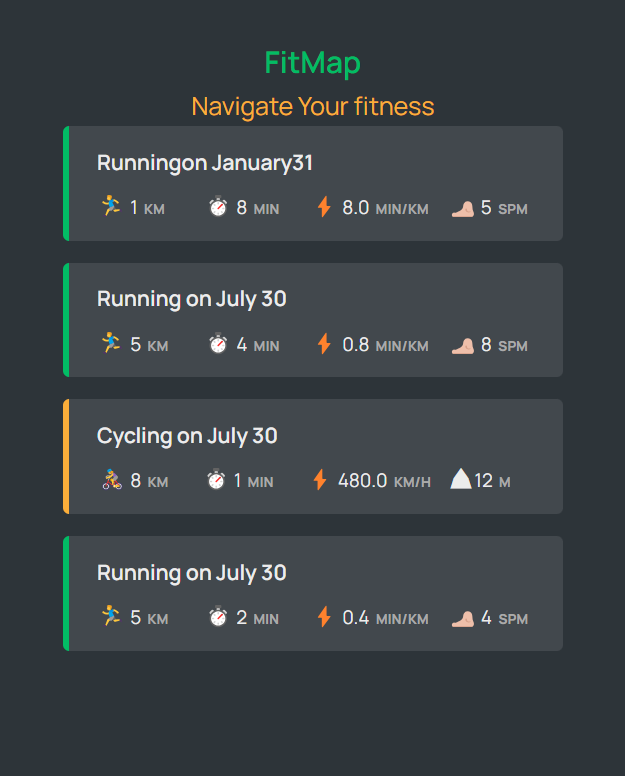 FitMap
Navigate Your fitness
Runningon January31
1 KM 8 MIN 8.0 MIN/KM 5 SPM
Running on July 30
5 KM 4 MIN 0.8 MIN/KM 8 SPM
Cycling on July 30
8 KM 1 MIN 480.0 KM/H 12 M
Running on July 30
5 KM 2 MIN 0.4 MIN/KM 4 SPM